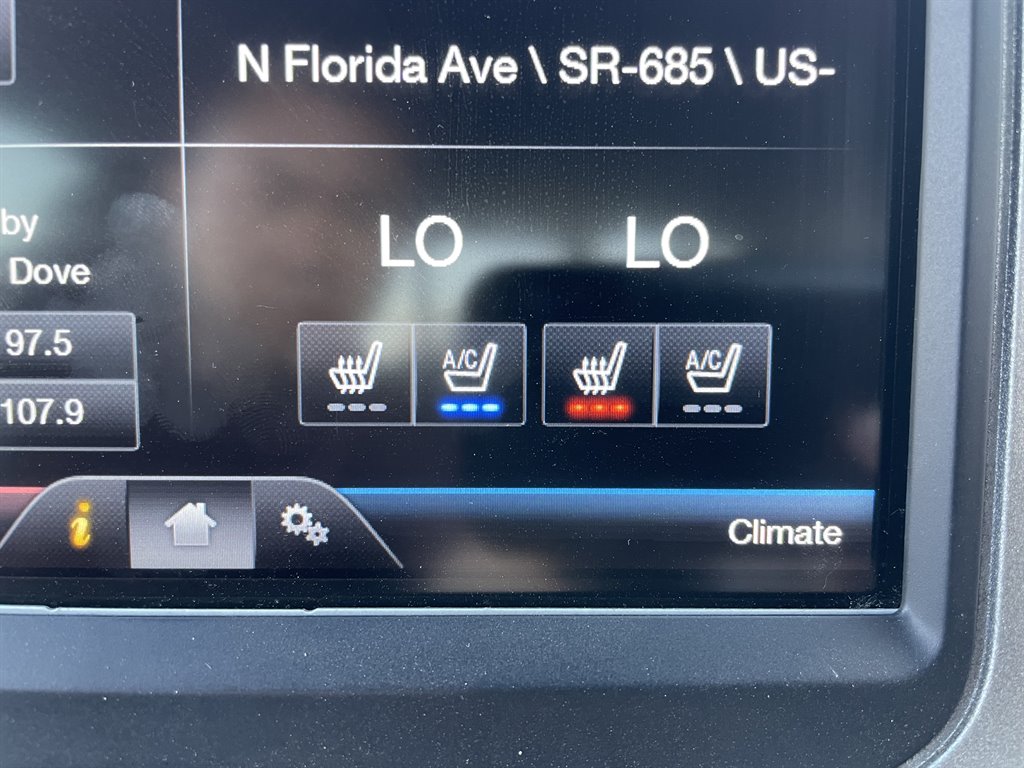 N Florida Ave \ SR-685 \ US-
by
Dove
97.5
107.9
LO LO
A/C A/C
i
Climate